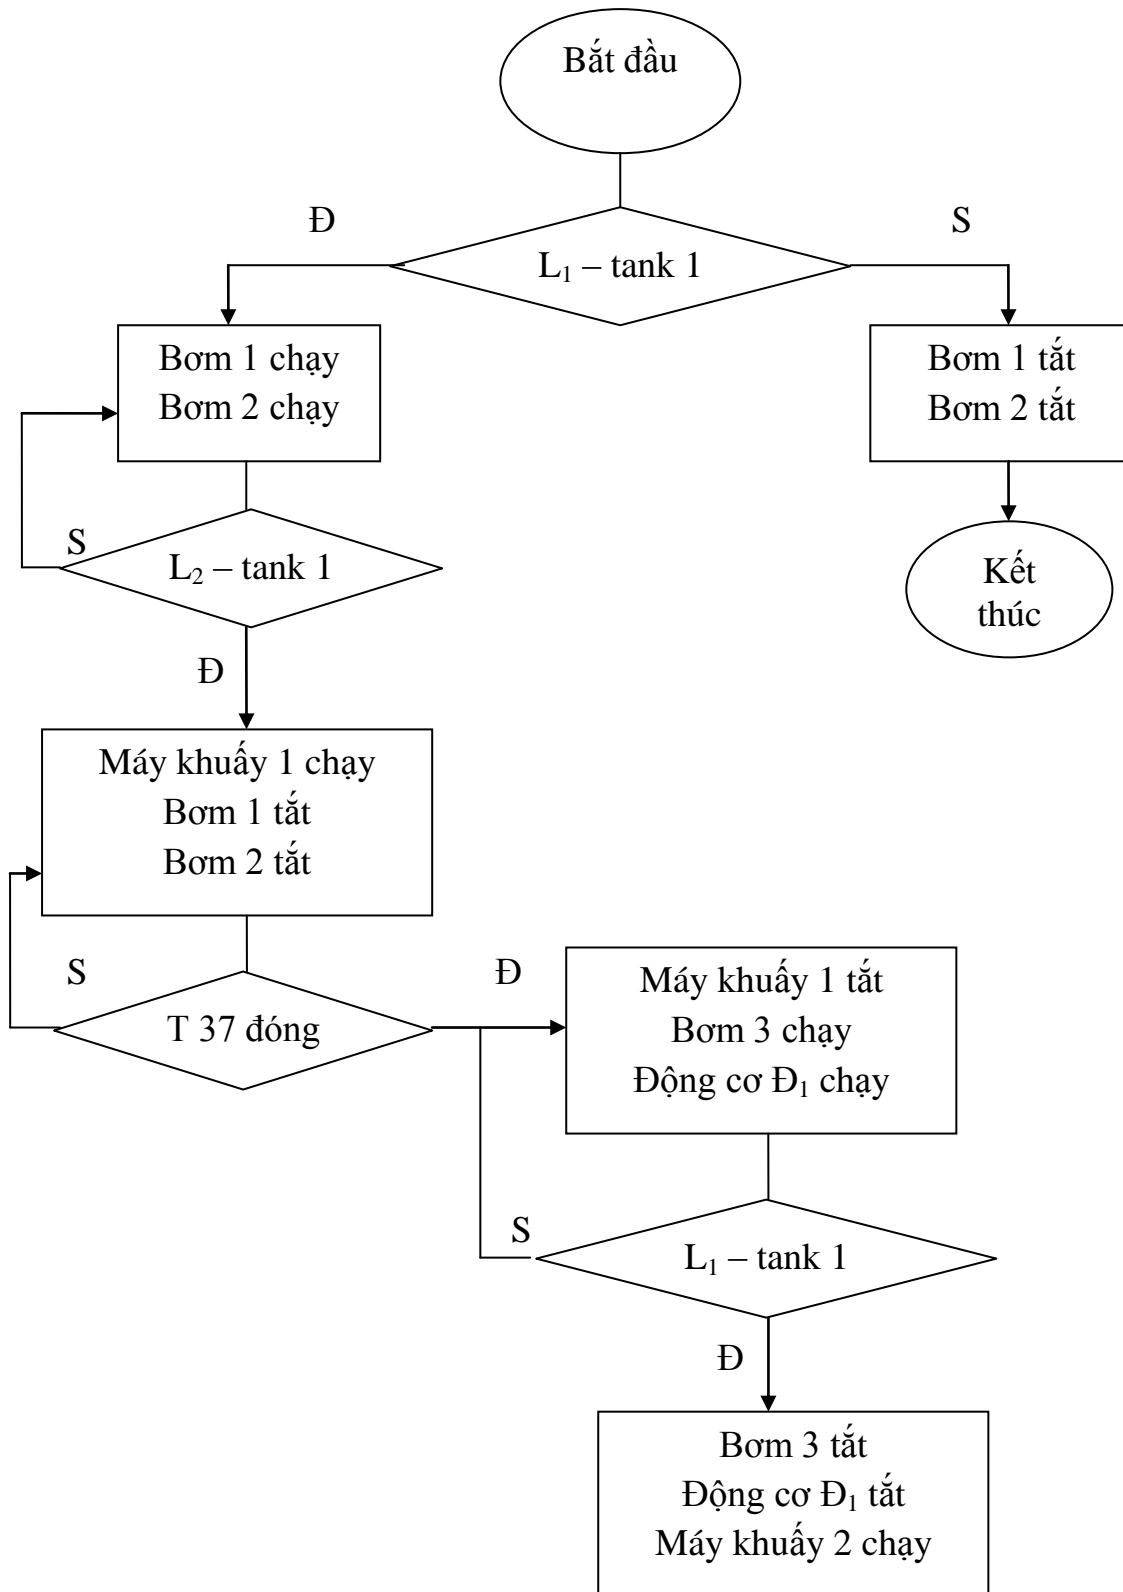 Bắt đầu
Đ
S
L₁ – tank 1
Bơm 1 chạy
Bơm 2 chạy
Bơm 1 tắt
Bơm 2 tắt
S
L₂ – tank 1
Kết
thúc
Đ
Máy khuấy 1 chạy
Bơm 1 tắt
Bơm 2 tắt
S
T 37 đóng
Đ
Máy khuấy 1 tắt
Bơm 3 chạy
Động cơ Đ₁ chạy
S
L₁ – tank 1
Đ
Bơm 3 tắt
Động cơ Đ₁ tắt
Máy khuấy 2 chạy